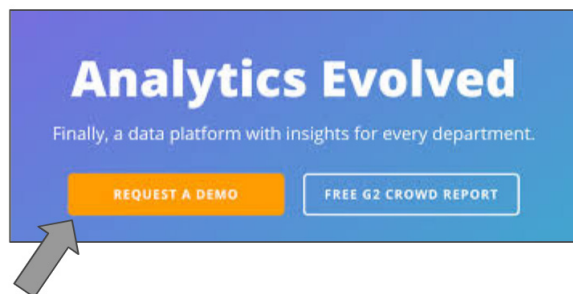 Analytics Evolved
Finally, a data platform with insights for every department.
REQUEST A DEMO
FREE G2 CROWD REPORT